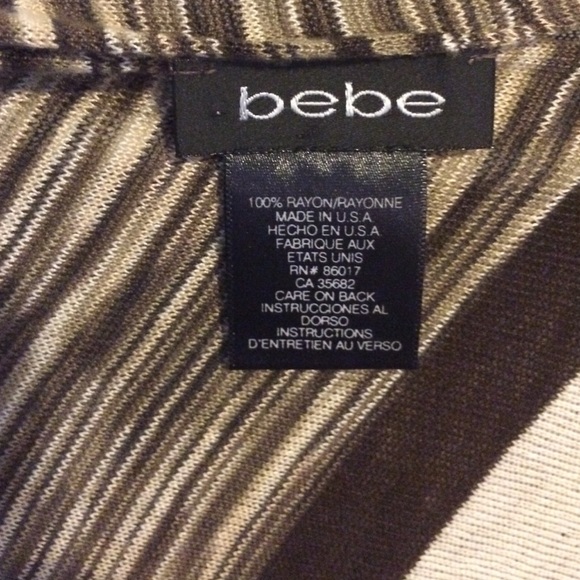 bebe
100% RAYON/RAYONNE
MADE IN U.S.A.
HECHO EN U.S.A
FABRIQUE AUX
ETATS UNIS
RN# 86017
CA 35682
CARE ON BACK
INSTRUCCIONES AL
DORSO
INSTRUCTIONS
D'ENTRETIEN AU VERSO